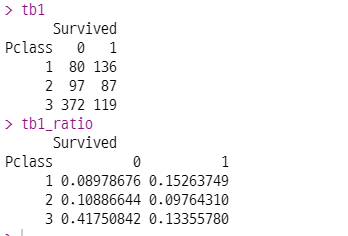 > tb1
Survived
Pclass 0 1
1 80 136
2 97 87
3 372 119
> tb1_ratio
Survived
Pclass 0 1
1 0.08978676 0.15263749
2 0.10886644 0.09764310
3 0.41750842 0.13355780
>